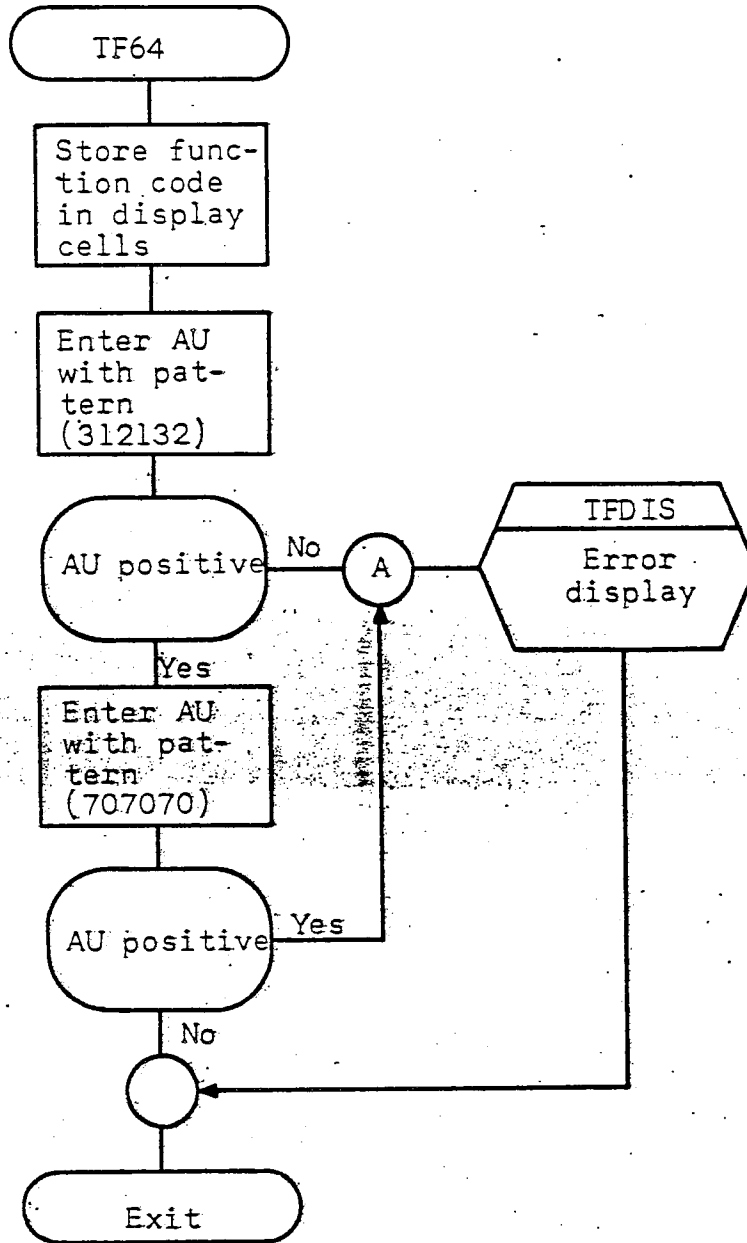 TF64
Store func-
tion code
in display
cells
Enter AU
with pat-
tern
(312132)
AU positive
No
A
TFDIS
Error
display
Yes
Enter AU
with pat-
tern
(707070)
AU positive
Yes
No
Exit